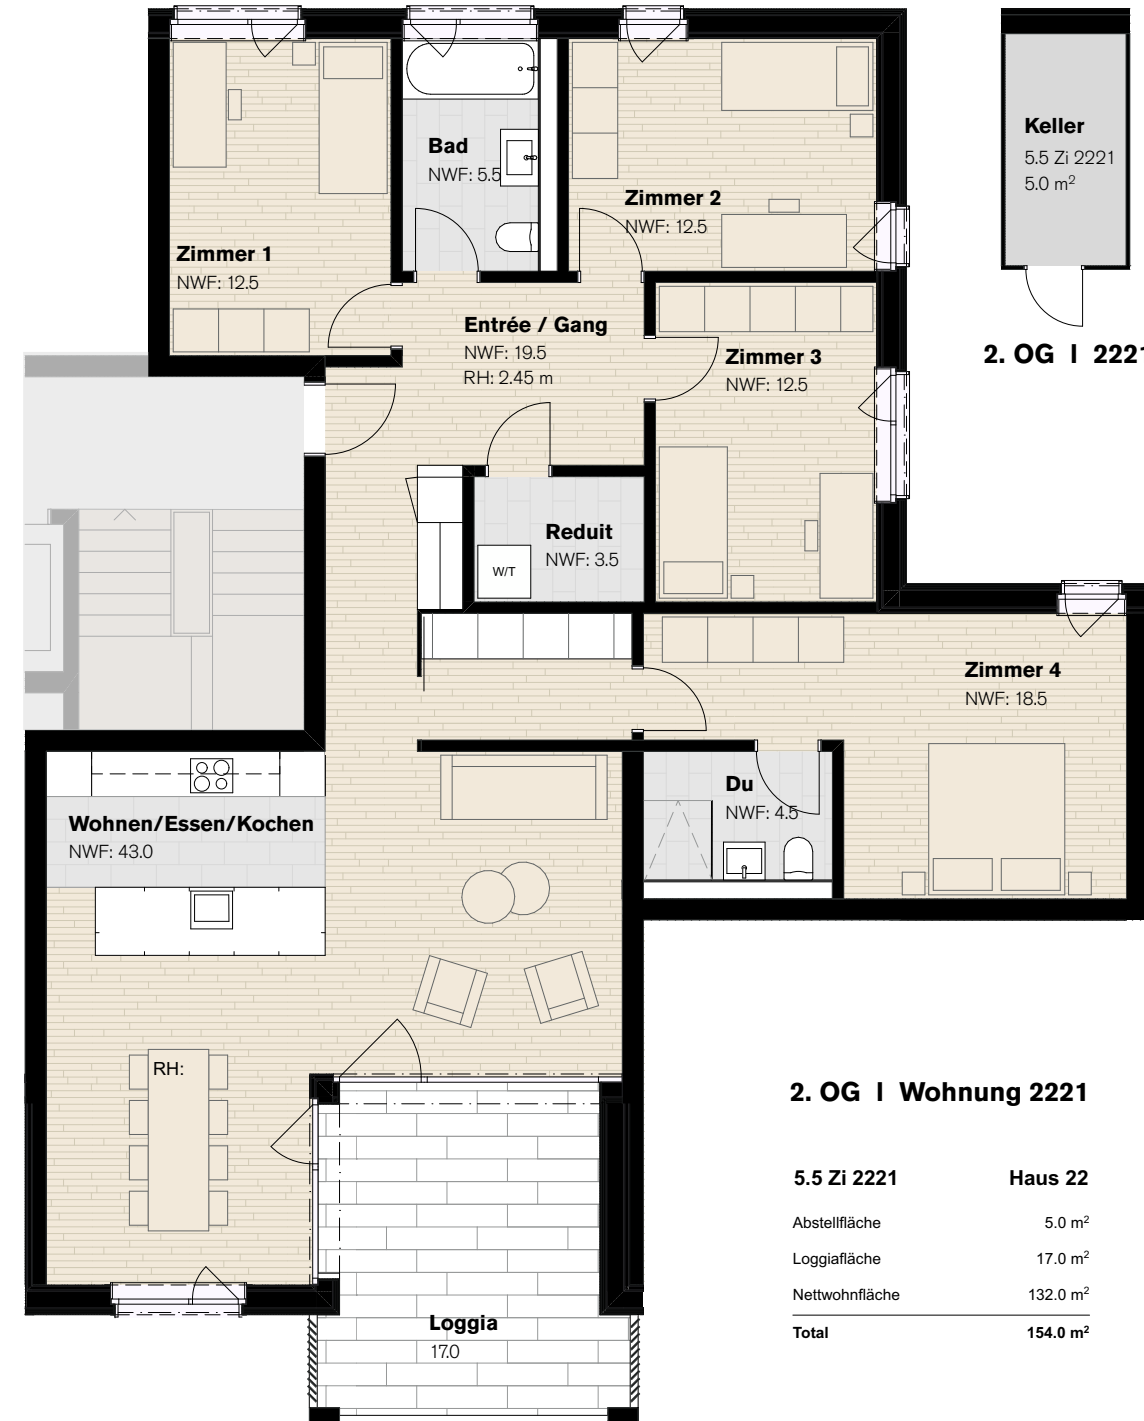 Keller
5.5 Zi 2221
5.0 m²
2. OG I 2221
Bad
NWF: 5.5
Zimmer 2
NWF: 12.5
Zimmer 1
NWF: 12.5
Entrée / Gang
NWF: 19.5
RH: 2.45 m
Zimmer 3
NWF: 12.5
Reduit
NWF: 3.5
W/T
Zimmer 4
NWF: 18.5
Du
NWF: 4.5
Wohnen/Essen/Kochen
NWF: 43.0
RH:
Loggia
17.0
2. OG I Wohnung 2221
5.5 Zi 2221 Haus 22
Abstellfläche 5.0 m²
Loggiafläche 17.0 m²
Nettwohnfläche 132.0 m²
Total 154.0 m²